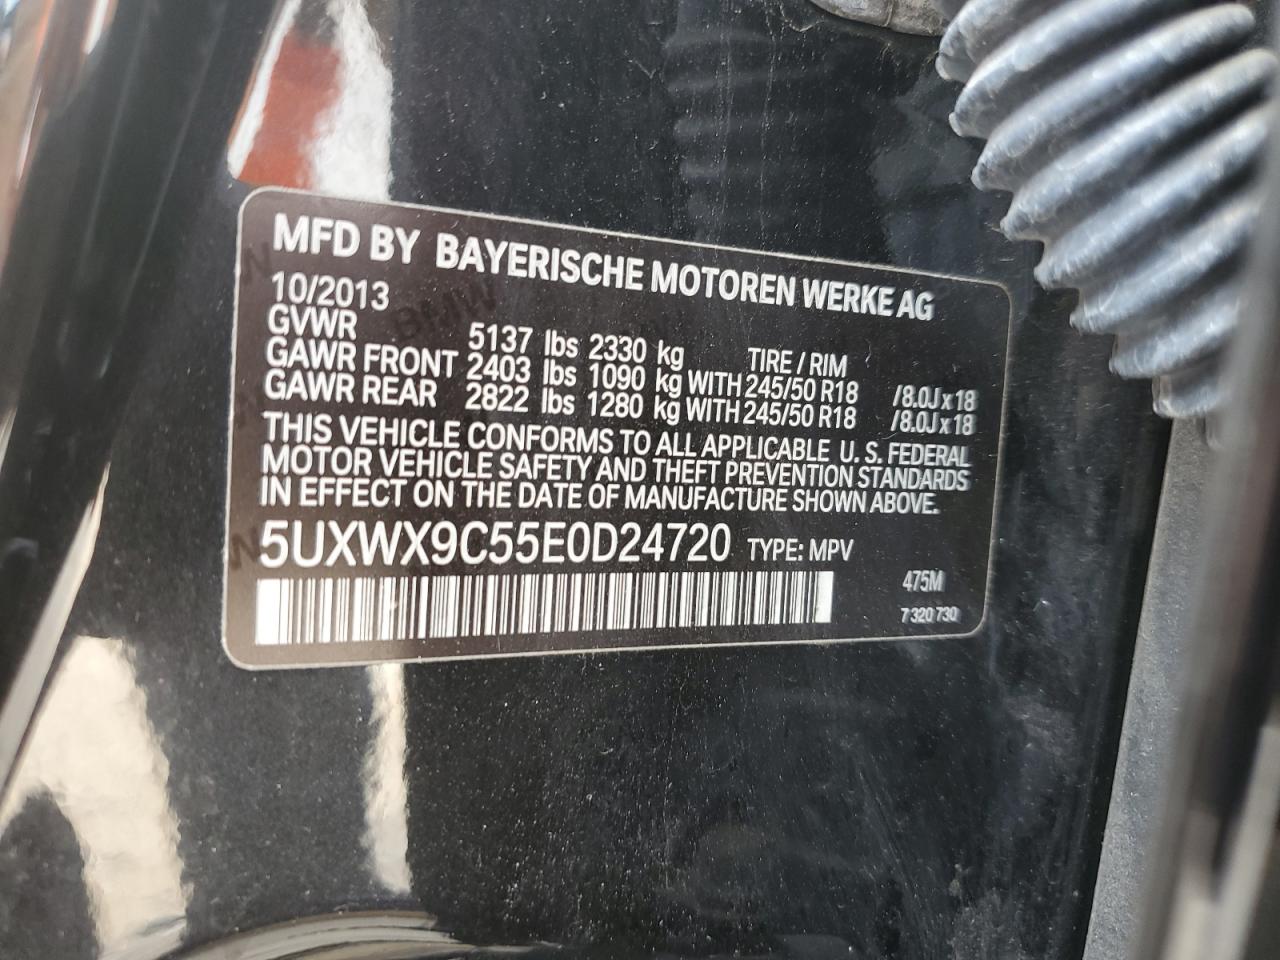 MFD BY BAYERISCHE MOTOREN WERKE AG
10/2013
GVWR 5137 lbs 2330 kg TIRE / RIM
GAWR FRONT 2403 lbs 1090 kg WITH 245/50 R18 /8.0J x 18
GAWR REAR 2822 lbs 1280 kg WITH 245/50 R18 /8.0J x 18
THIS VEHICLE CONFORMS TO ALL APPLICABLE U. S. FEDERAL
MOTOR VEHICLE SAFETY AND THEFT PREVENTION STANDARDS
IN EFFECT ON THE DATE OF MANUFACTURE SHOWN ABOVE.
5UXWX9C55E0D24720 TYPE: MPV
475M
7 320 730